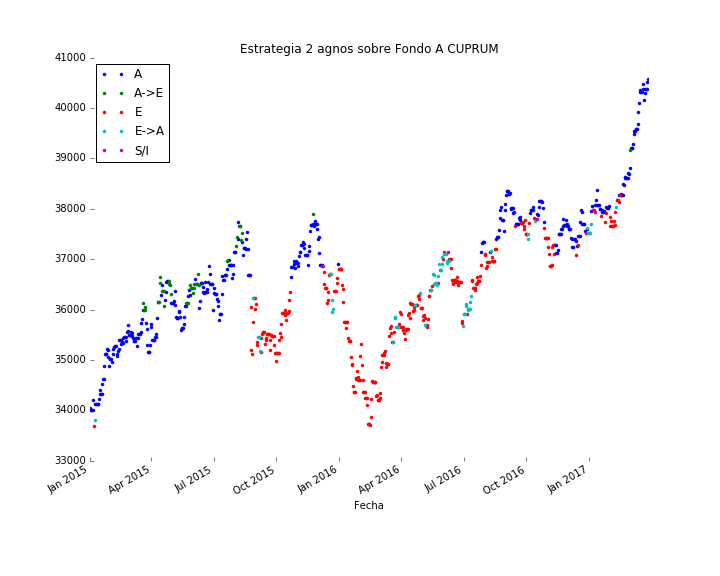 Estrategia 2 agnos sobre Fondo A CUPRUM
41000
40000
39000
38000
37000
36000
35000
34000
33000
A
A->E
E
E->A
S/I
Jan 2015
Apr 2015
Jul 2015
Oct 2015
Jan 2016
Apr 2016
Jul 2016
Oct 2016
Jan 2017
Fecha